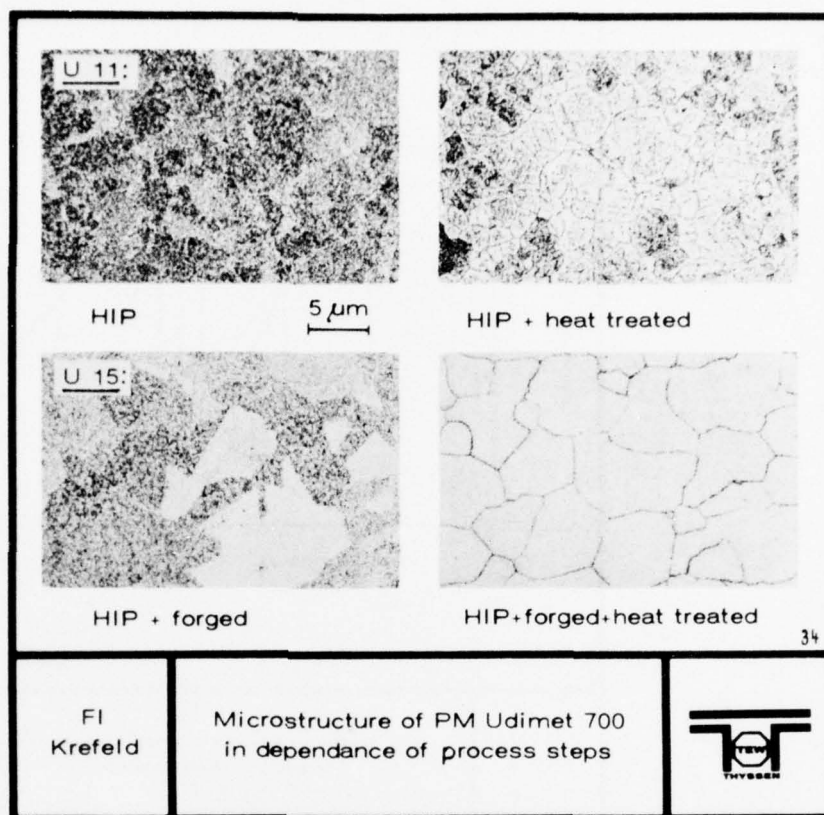 U 11:
HIP
5 µm
HIP + heat treated
U 15:
HIP + forged
HIP+forged+heat treated
34
FI
Krefeld
Microstructure of PM Udimet 700
in dependance of process steps
TEW
THYSSEN